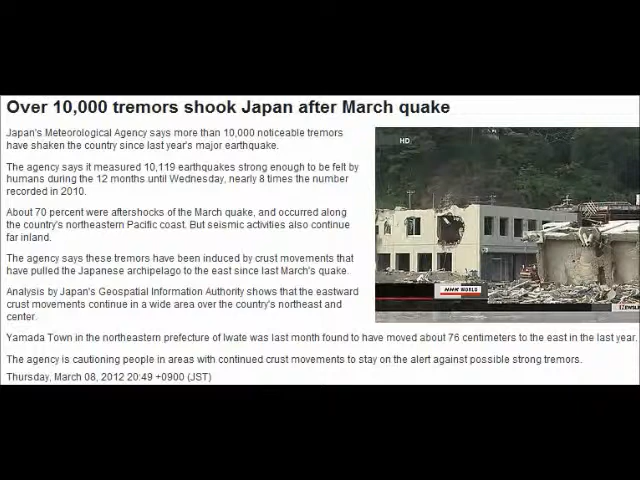 Over 10,000 tremors shook Japan after March quake
Japan's Meteorological Agency says more than 10,000 noticeable tremors
have shaken the country since last year's major earthquake.
The agency says it measured 10,119 earthquakes strong enough to be felt by
humans during the 12 months until Wednesday, nearly 8 times the number
recorded in 2010.
About 70 percent were aftershocks of the March quake, and occurred along
the country's northeastern Pacific coast. But seismic activities also continue
far inland.
The agency says these tremors have been induced by crust movements that
have pulled the Japanese archipelago to the east since last March's quake.
Analysis by Japan's Geospatial Information Authority shows that the eastward
crust movements continue in a wide area over the country's northeast and
center.
HD
NHK WORLD
NEWSL
Yamada Town in the northeastern prefecture of Iwate was last month found to have moved about 76 centimeters to the east in the last year.
The agency is cautioning people in areas with continued crust movements to stay on the alert against possible strong tremors.
Thursday, March 08, 2012 20:49 +0900 (JST)